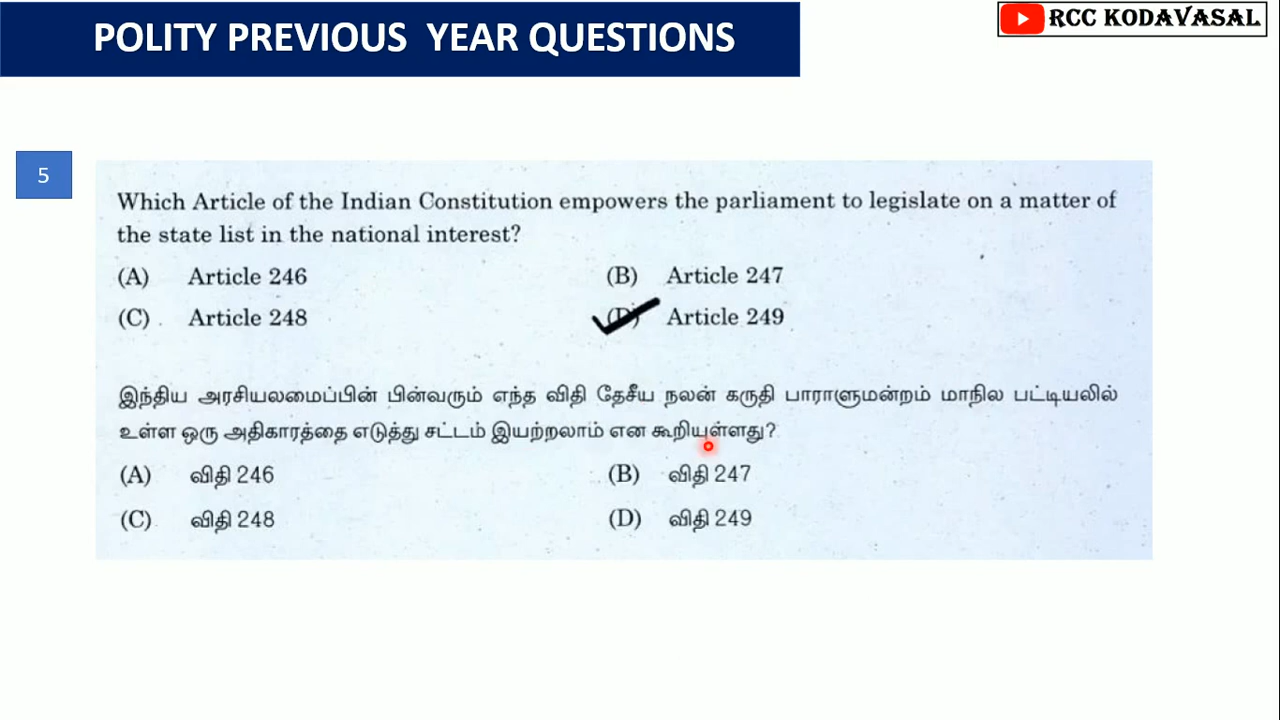 POLITY PREVIOUS YEAR QUESTIONS
RCC KODAVASAL
5
Which Article of the Indian Constitution empowers the parliament to legislate on a matter of
the state list in the national interest?
(A) Article 246 (B) Article 247
(C) Article 248 (D) Article 249
இந்திய அரசியலமைப்பின் பின்வரும் எந்த விதி தேசீய நலன் கருதி பாராளுமன்றம் மாநில பட்டியலில்
உள்ள ஒரு அதிகாரத்தை எடுத்து சட்டம் இயற்றலாம் என கூறியுள்ளது?
(A) விதி 246 (B) விதி 247
(C) விதி 248 (D) விதி 249